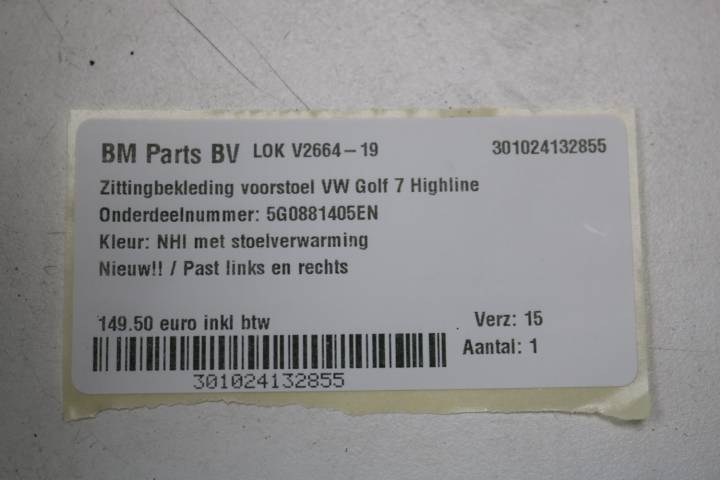 BM Parts BV LOK V2664-19 301024132855
Zittingbekleding voorstoel VW Golf 7 Highline
Onderdeelnummer: 5G0881405EN
Kleur: NHI met stoelverwarming
Nieuw!! / Past links en rechts
149.50 euro inkl btw Verz: 15
Aantal: 1
301024132855